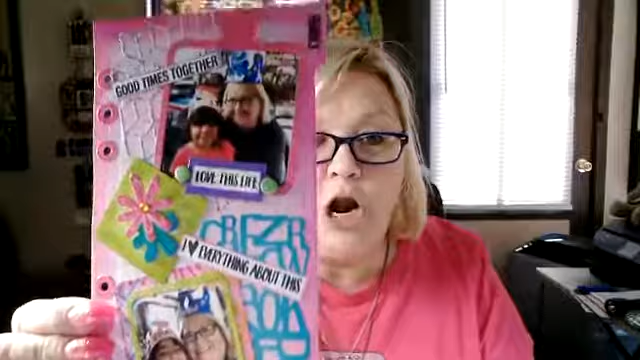 GOOD TIMES TOGETHER
LOVE THIS LIFE
I ♥ EVERYTHING ABOUT THIS